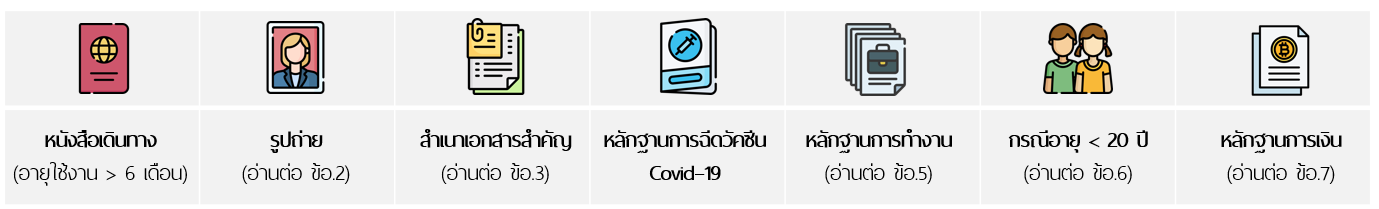 หนังสือเดินทาง
(อายุใช้งาน > 6 เดือน)
รูปถ่าย
(อ่านต่อ ข้อ.2)
สำเนาเอกสารสำคัญ
(อ่านต่อ ข้อ.3)
หลักฐานการฉีดวัคซีน
Covid-19
หลักฐานการทำงาน
(อ่านต่อ ข้อ.5)
กรณีอายุ < 20 ปี
(อ่านต่อ ข้อ.6)
หลักฐานการเงิน
(อ่านต่อ ข้อ.7)